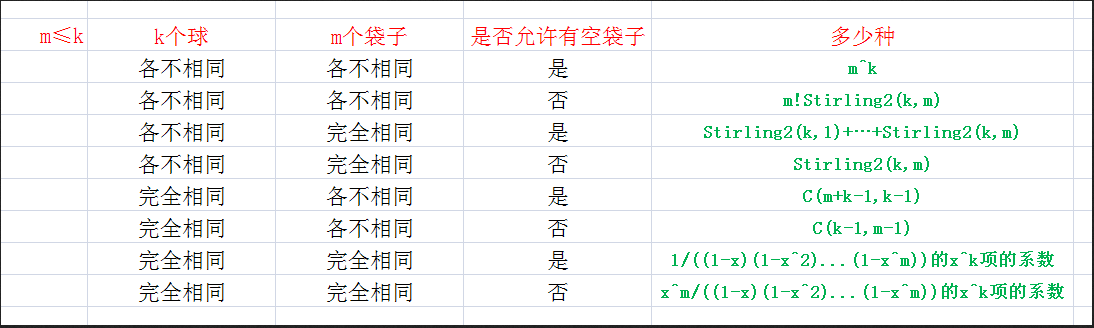 m≤k k个球 m个袋子 是否允许有空袋子 多少种
各不相同 各不相同 是 m^k
各不相同 各不相同 否 m!Stirling2(k,m)
各不相同 完全相同 是 Stirling2(k,1)+…+Stirling2(k,m)
各不相同 完全相同 否 Stirling2(k,m)
完全相同 各不相同 是 C(m+k-1,k-1)
完全相同 各不相同 否 C(k-1,m-1)
完全相同 完全相同 是 1/((1-x)(1-x^2)...(1-x^m))的x^k项的系数
完全相同 完全相同 否 x^m/((1-x)(1-x^2)...(1-x^m))的x^k项的系数